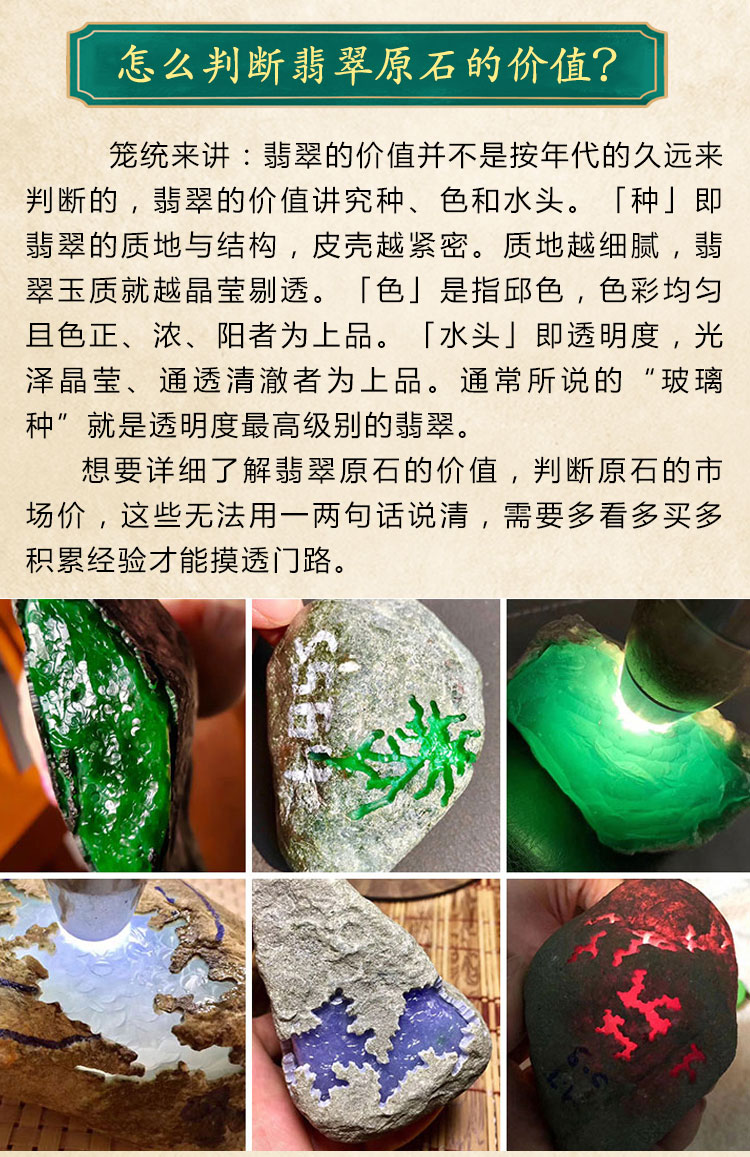 怎么判断翡翠原石的价值?
笼统来讲：翡翠的价值并不是按年代的久远来
判断的，翡翠的价值讲究种、色和水头。「种」即
翡翠的质地与结构，皮壳越紧密。质地越细腻，翡
翠玉质就越晶莹剔透。「色」是指邱色，色彩均匀
且色正、浓、阳者为上品。「水头」即透明度，光
泽晶莹、通透清澈者为上品。通常所说的“玻璃
种”就是透明度最高级别的翡翠。
想要详细了解翡翠原石的价值，判断原石的市
场价，这些无法用一两句话说清，需要多看多买多
积累经验才能摸透门路。